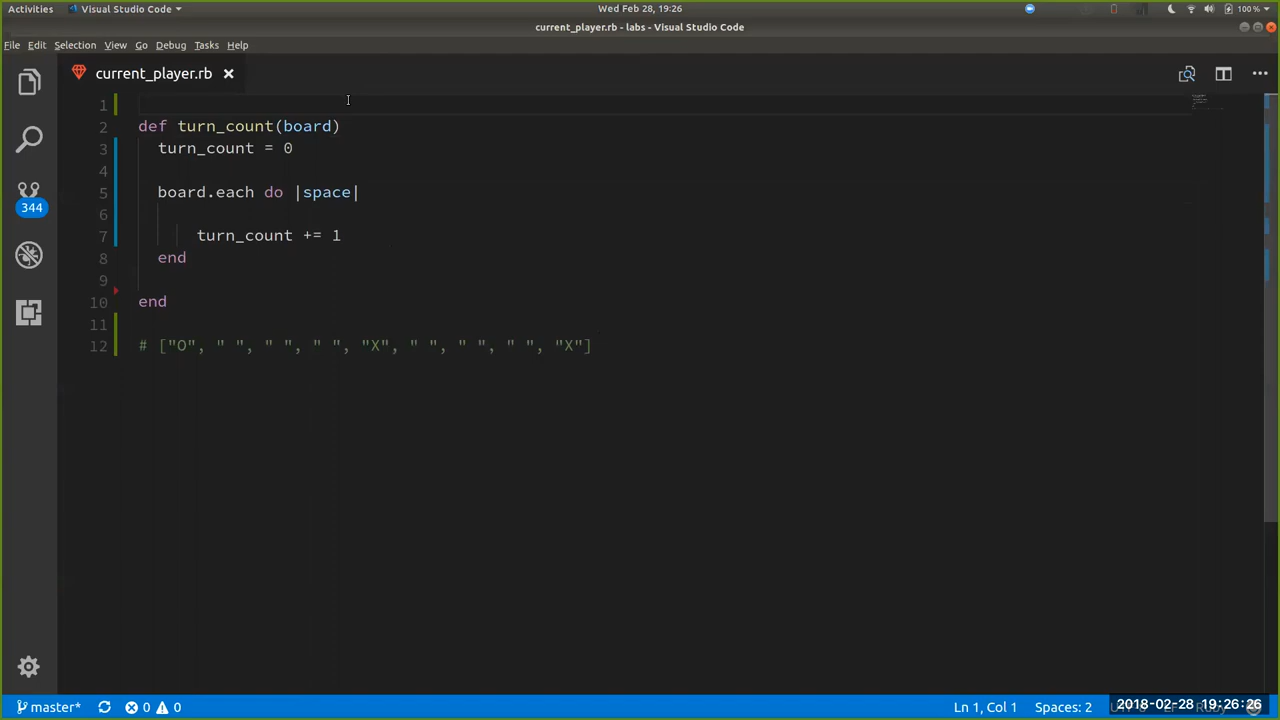 Activities Visual Studio Code Wed Feb 28, 19:26 100 %
current_player.rb - labs - Visual Studio Code
File Edit Selection View Go Debug Tasks Help
current_player.rb
1
2 def turn_count(board)
3 turn_count = 0
4
5 board.each do |space|
6
7 turn_count += 1
8 end
9
10 end
11
12 # ["O", " ", " ", " ", "X", " ", " ", " ", "X"]
344
master* 0 0 Ln 1, Col 1 Spaces: 2 2018-02-28 19:26:26